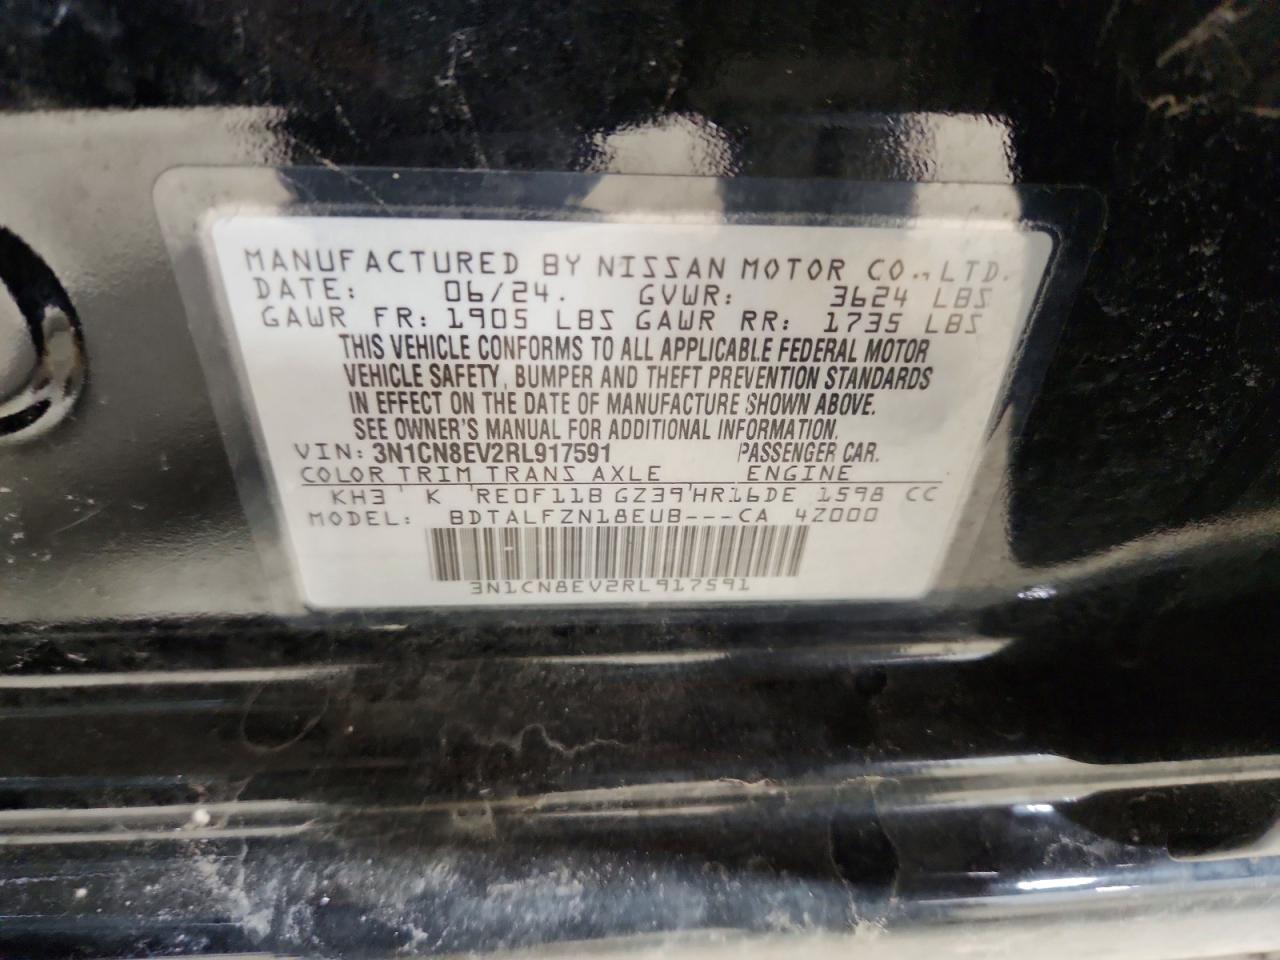 MANUFACTURED BY NISSAN MOTOR CO., LTD.
DATE: 06/24. GVWR: 3624 LBS
GAWR FR: 1905 LBS GAWR RR: 1735 LBS
THIS VEHICLE CONFORMS TO ALL APPLICABLE FEDERAL MOTOR
VEHICLE SAFETY, BUMPER AND THEFT PREVENTION STANDARDS
IN EFFECT ON THE DATE OF MANUFACTURE SHOWN ABOVE.
SEE OWNER'S MANUAL FOR ADDITIONAL INFORMATION.
VIN: 3N1CN8EV2RL917591 PASSENGER CAR.
COLOR TRIM TRANS AXLE ENGINE
KH3 K RE0F11B GZ39 HR16DE 1598 CC
MODEL: BDTALFZN18EUB---CA 4Z000
3N1CN8EV2RL917591